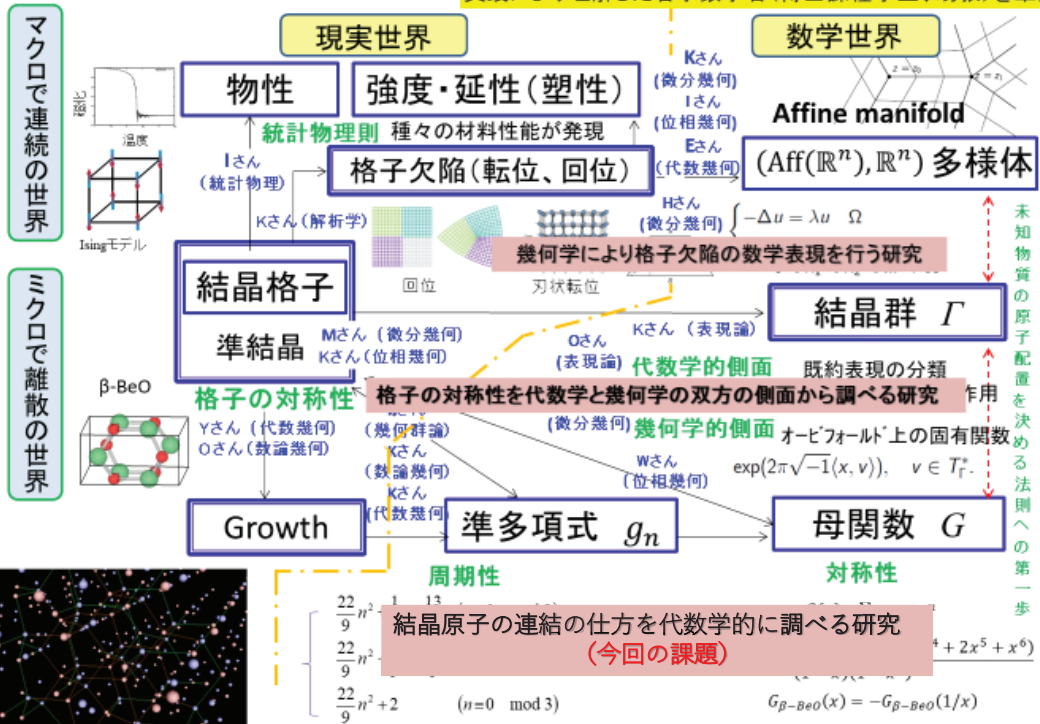 マクロで連続の世界
ミクロで離散の世界
現実世界
数学世界
物性
強度・延性(塑性)
磁化
温度
統計物理則
種々の材料性能が発現
格子欠陥(転位、回位)
Iさん
(統計物理)
Kさん(解析学)
Isingモデル
Kさん
(微分幾何)
Iさん
(位相幾何)
Eさん
(代数幾何)
Hさん
(微分幾何)
z = z₀
z = z₁
Affine manifold
(Aff(ℝⁿ), ℝⁿ) 多様体
−Δu = λu Ω
幾何学により格子欠陥の数学表現を行う研究
回位
刃状転位
結晶格子
準結晶
Mさん (微分幾何)
Kさん(位相幾何)
Kさん (表現論)
Oさん
(表現論)
結晶群 Γ
代数学的側面
既約表現の分類
作用
格子の対称性を代数学と幾何学の双方の側面から調べる研究
格子の対称性
β-BeO
Yさん (代数幾何)
Oさん(数論幾何)
(幾何群論)
Kさん
(数論幾何)
Kさん
(代数幾何)
(微分幾何)
幾何学的側面
オービフォールド上の固有関数
exp(2π√−1⟨x, v⟩), v ∈ T*_Γ.
Wさん
(位相幾何)
未知物質の原子配置を決める法則への第一歩
Growth
準多項式 gₙ
母関数 G
周期性
対称性
22/9 n²
13
22/9 n²
22/9 n² + 2 (n=0 mod 3)
結晶原子の連結の仕方を代数学的に調べる研究
(今回の課題)
⁴ + 2x⁵ + x⁶)
G_{β−BeO}(x) = −G_{β−BeO}(1/x)